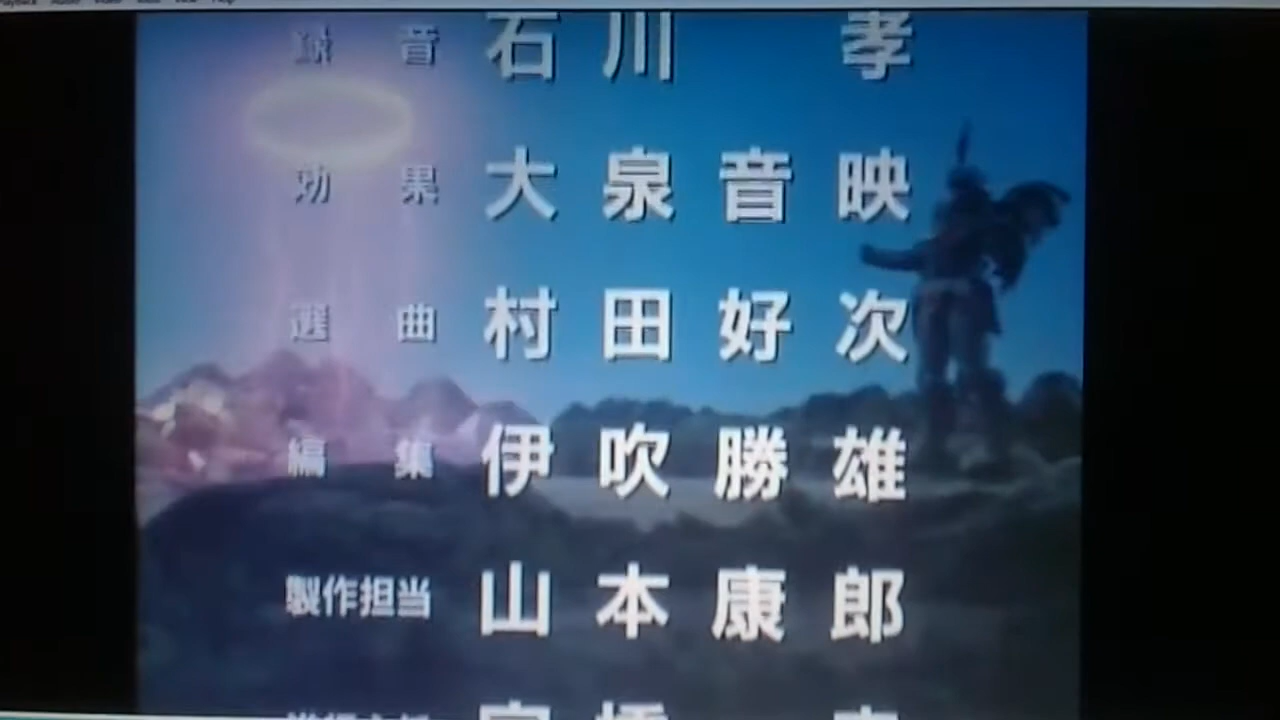 録音 石川 孝
効果 大泉音映
選曲 村田好次
編集 伊吹勝雄
製作担当 山本康郎